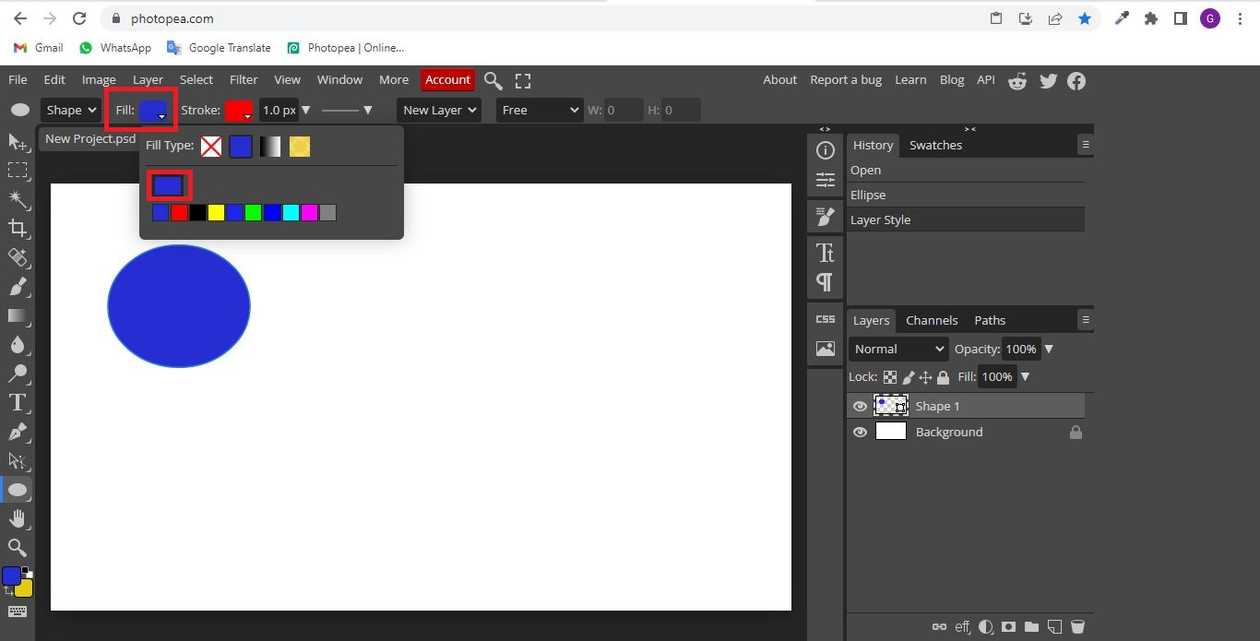 photopea.com
G
Gmail WhatsApp Google Translate Photopea | Online...
File Edit Image Layer Select Filter View Window More Account About Report a bug Learn Blog API
Shape Fill: Stroke: 1.0 px New Layer Free W: 0 H: 0
New Project.psd
Fill Type:
< >
> <
History Swatches
Open
Ellipse
Layer Style
CSS
Layers Channels Paths
Normal Opacity: 100%
Lock: Fill: 100%
Shape 1
Background
eff